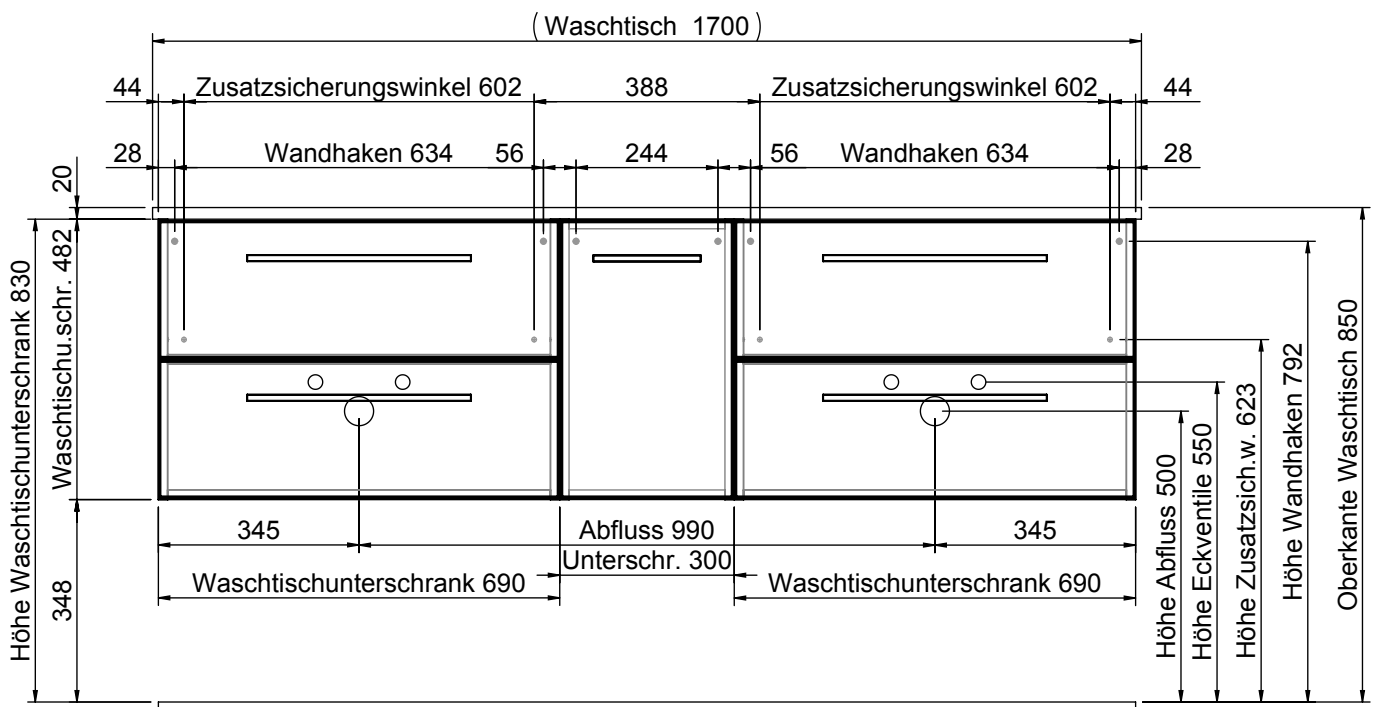 (Waschtisch 1700)
44 Zusatzsicherungswinkel 602 388 Zusatzsicherungswinkel 602 44
28 Wandhaken 634 56 244 56 Wandhaken 634 28
20
Höhe Waschtischunterschrank 830
Waschtischu.schr. 482
348
345 Abfluss 990 345
Unterschr. 300
Waschtischunterschrank 690 Waschtischunterschrank 690
Höhe Abfluss 500
Höhe Eckventile 550
Höhe Zusatzsich.w. 623
Höhe Wandhaken 792
Oberkante Waschtisch 850